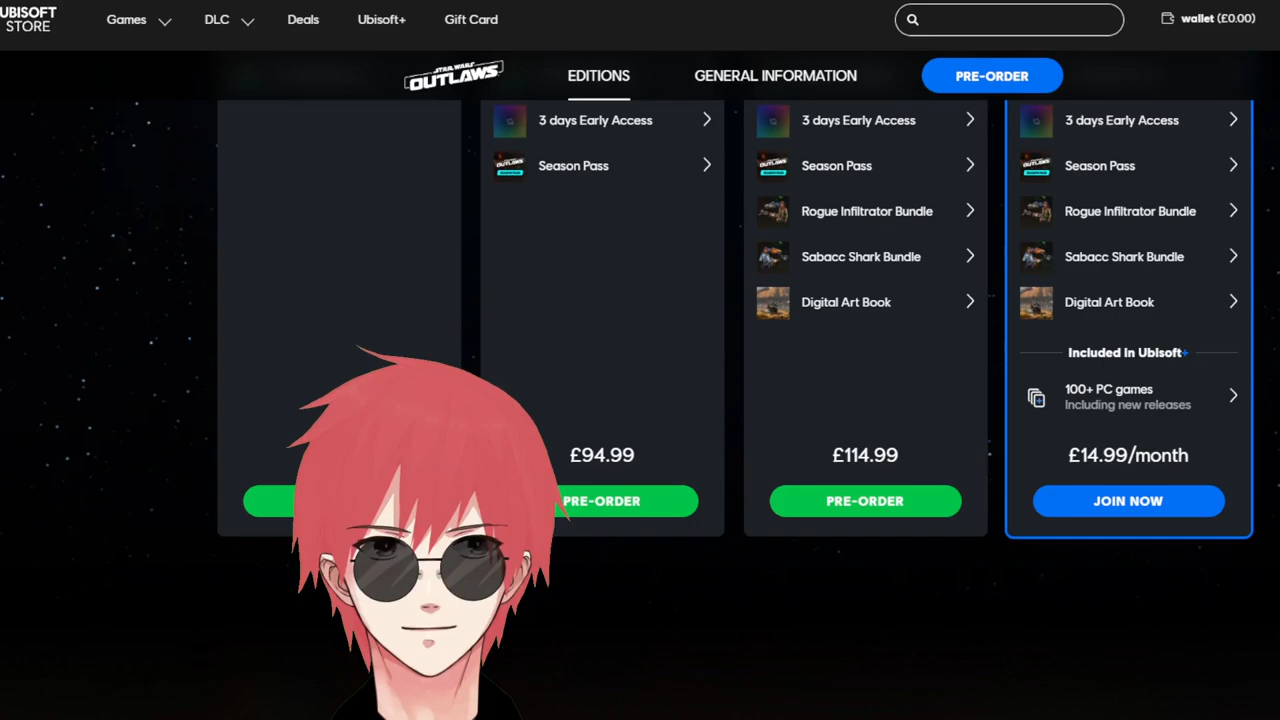 UBISOFT
STORE
Games
DLC
Deals
Ubisoft+
Gift Card
wallet (£0.00)
STAR WARS
OUTLAWS
EDITIONS
GENERAL INFORMATION
PRE-ORDER
3 days Early Access
Season Pass
£94.99
PRE-ORDER
3 days Early Access
Season Pass
Rogue Infiltrator Bundle
Sabacc Shark Bundle
Digital Art Book
£114.99
PRE-ORDER
3 days Early Access
Season Pass
Rogue Infiltrator Bundle
Sabacc Shark Bundle
Digital Art Book
Included in Ubisoft+
100+ PC games
Including new releases
£14.99/month
JOIN NOW